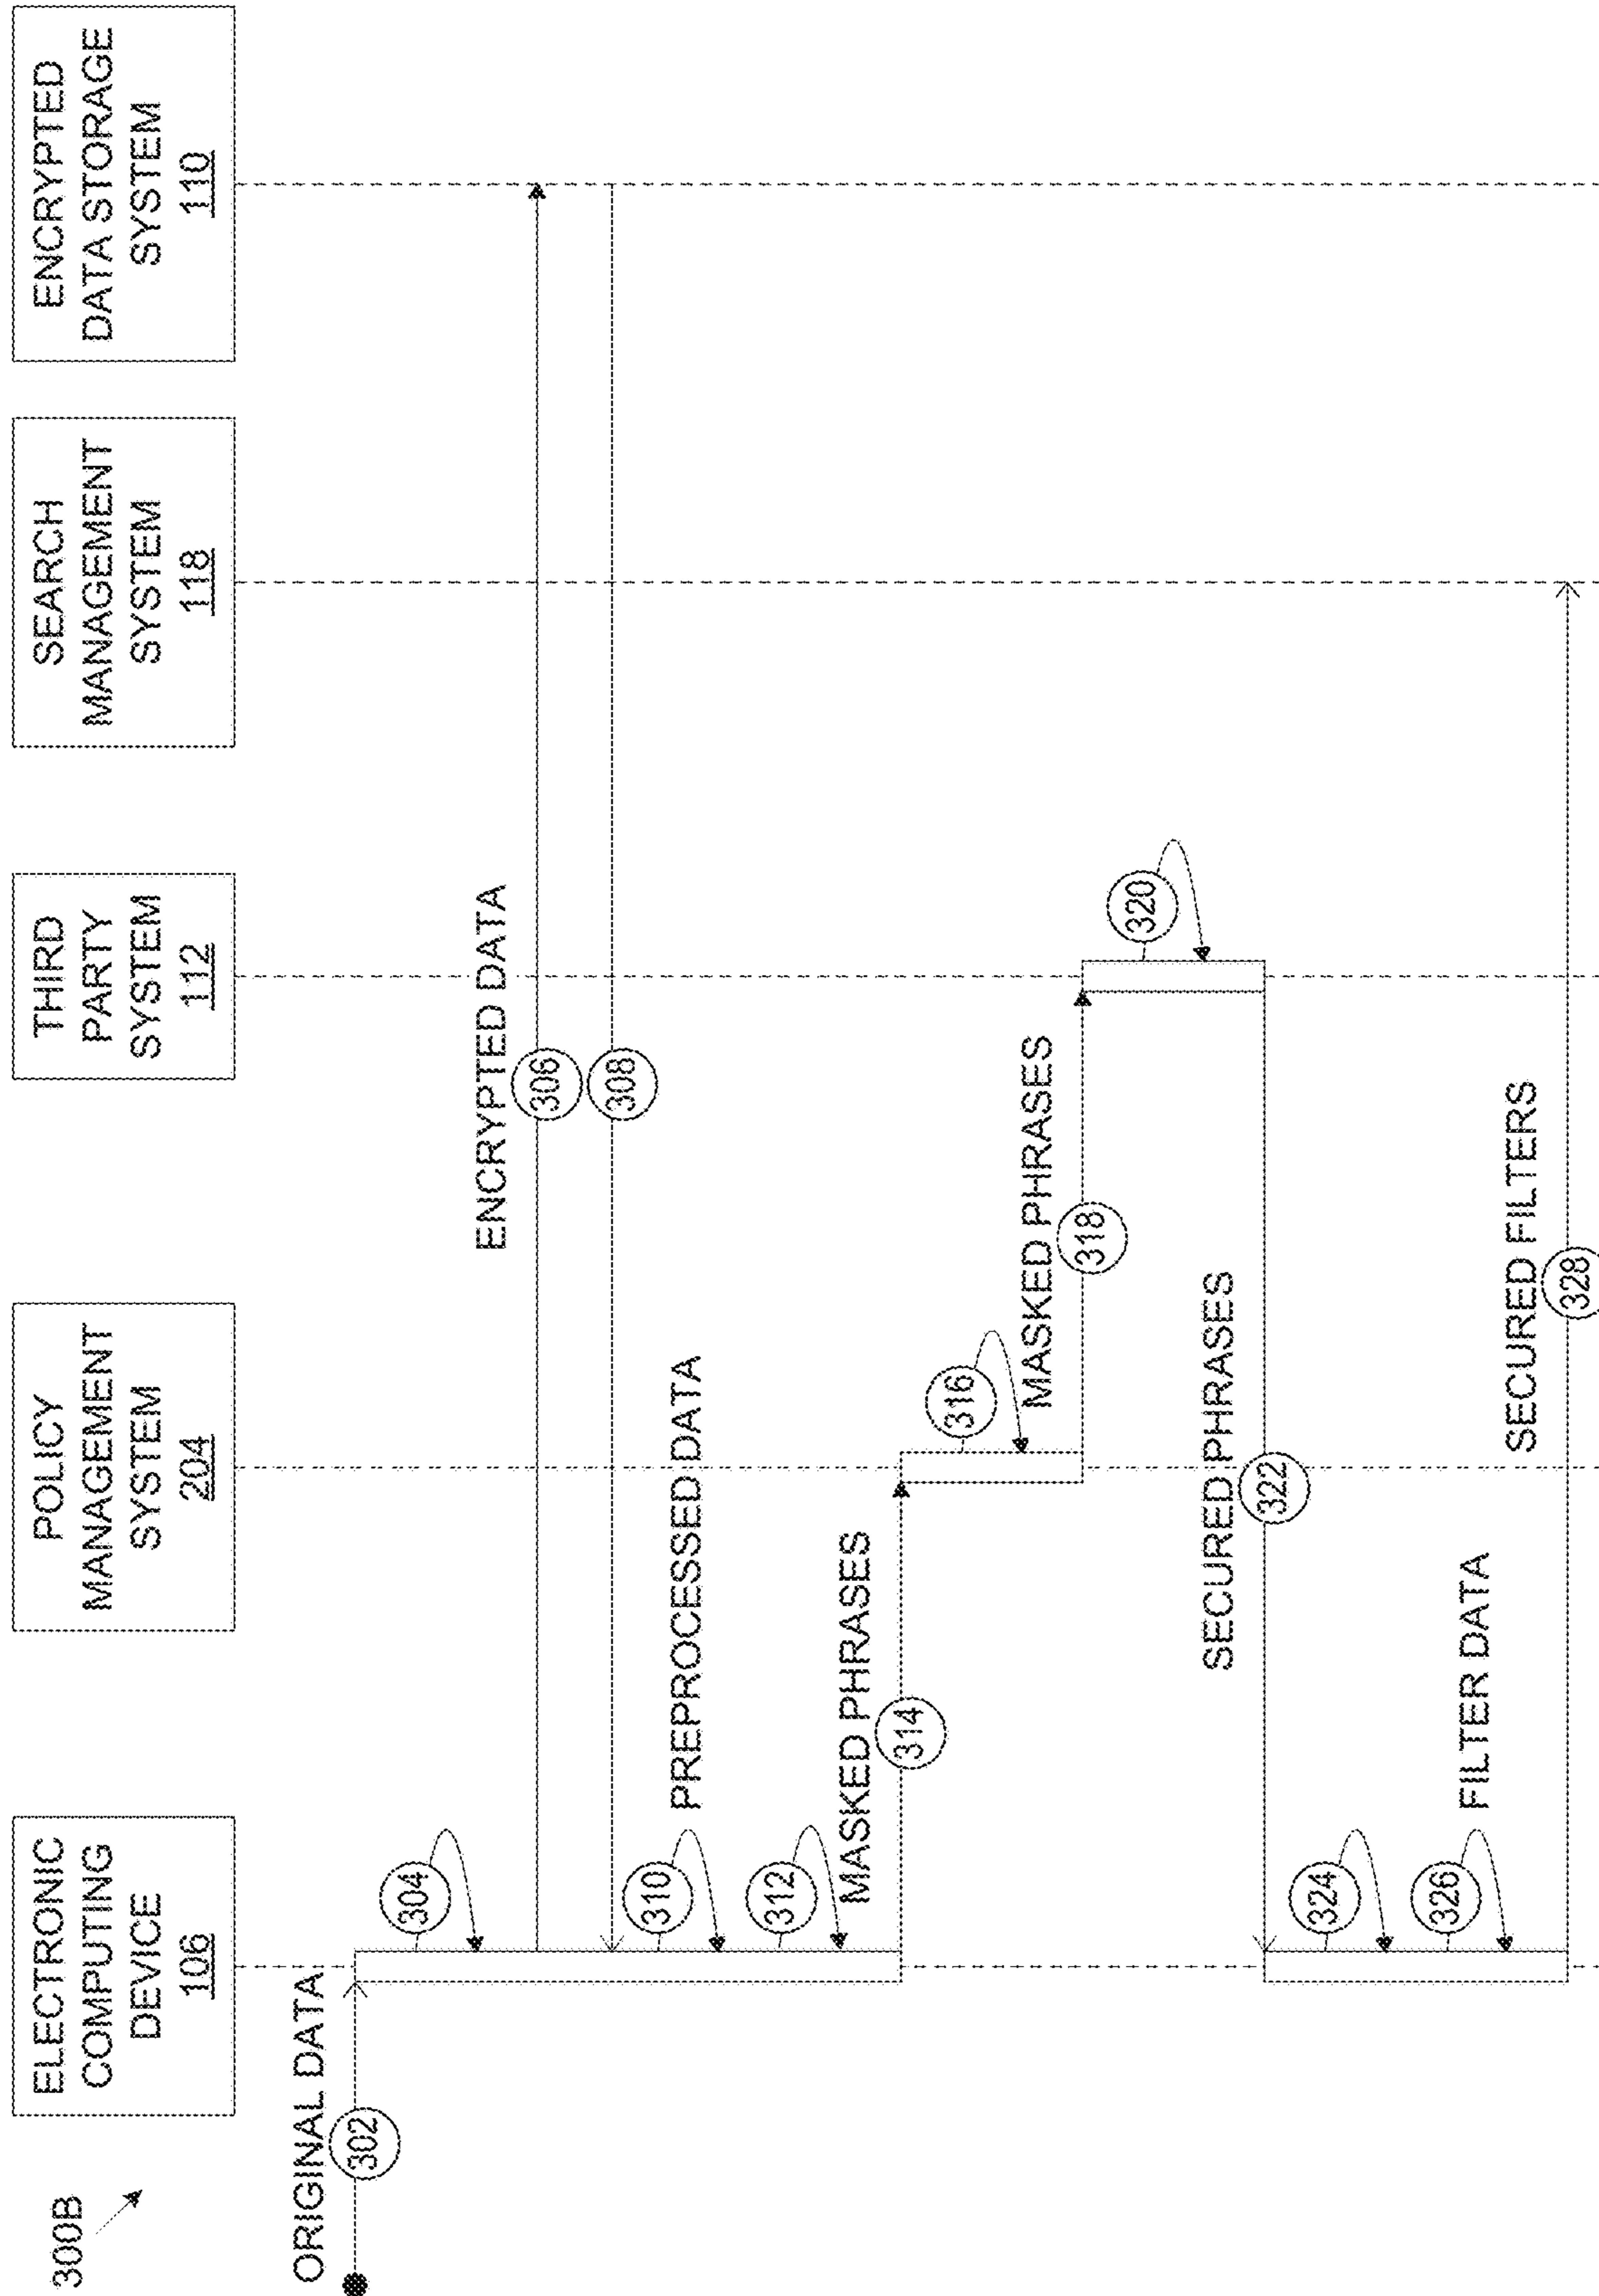 300B
ELECTRONIC
COMPUTING
DEVICE
106
POLICY
MANAGEMENT
SYSTEM
204
THIRD
PARTY
SYSTEM
112
SEARCH
MANAGEMENT
SYSTEM
118
ENCRYPTED
DATA STORAGE
SYSTEM
110
ORIGINAL DATA
302
304
ENCRYPTED DATA
306
308
310
PREPROCESSED DATA
312
MASKED PHRASES
314
316
MASKED PHRASES
318
320
SECURED PHRASES
322
324
326
FILTER DATA
SECURED FILTERS
328